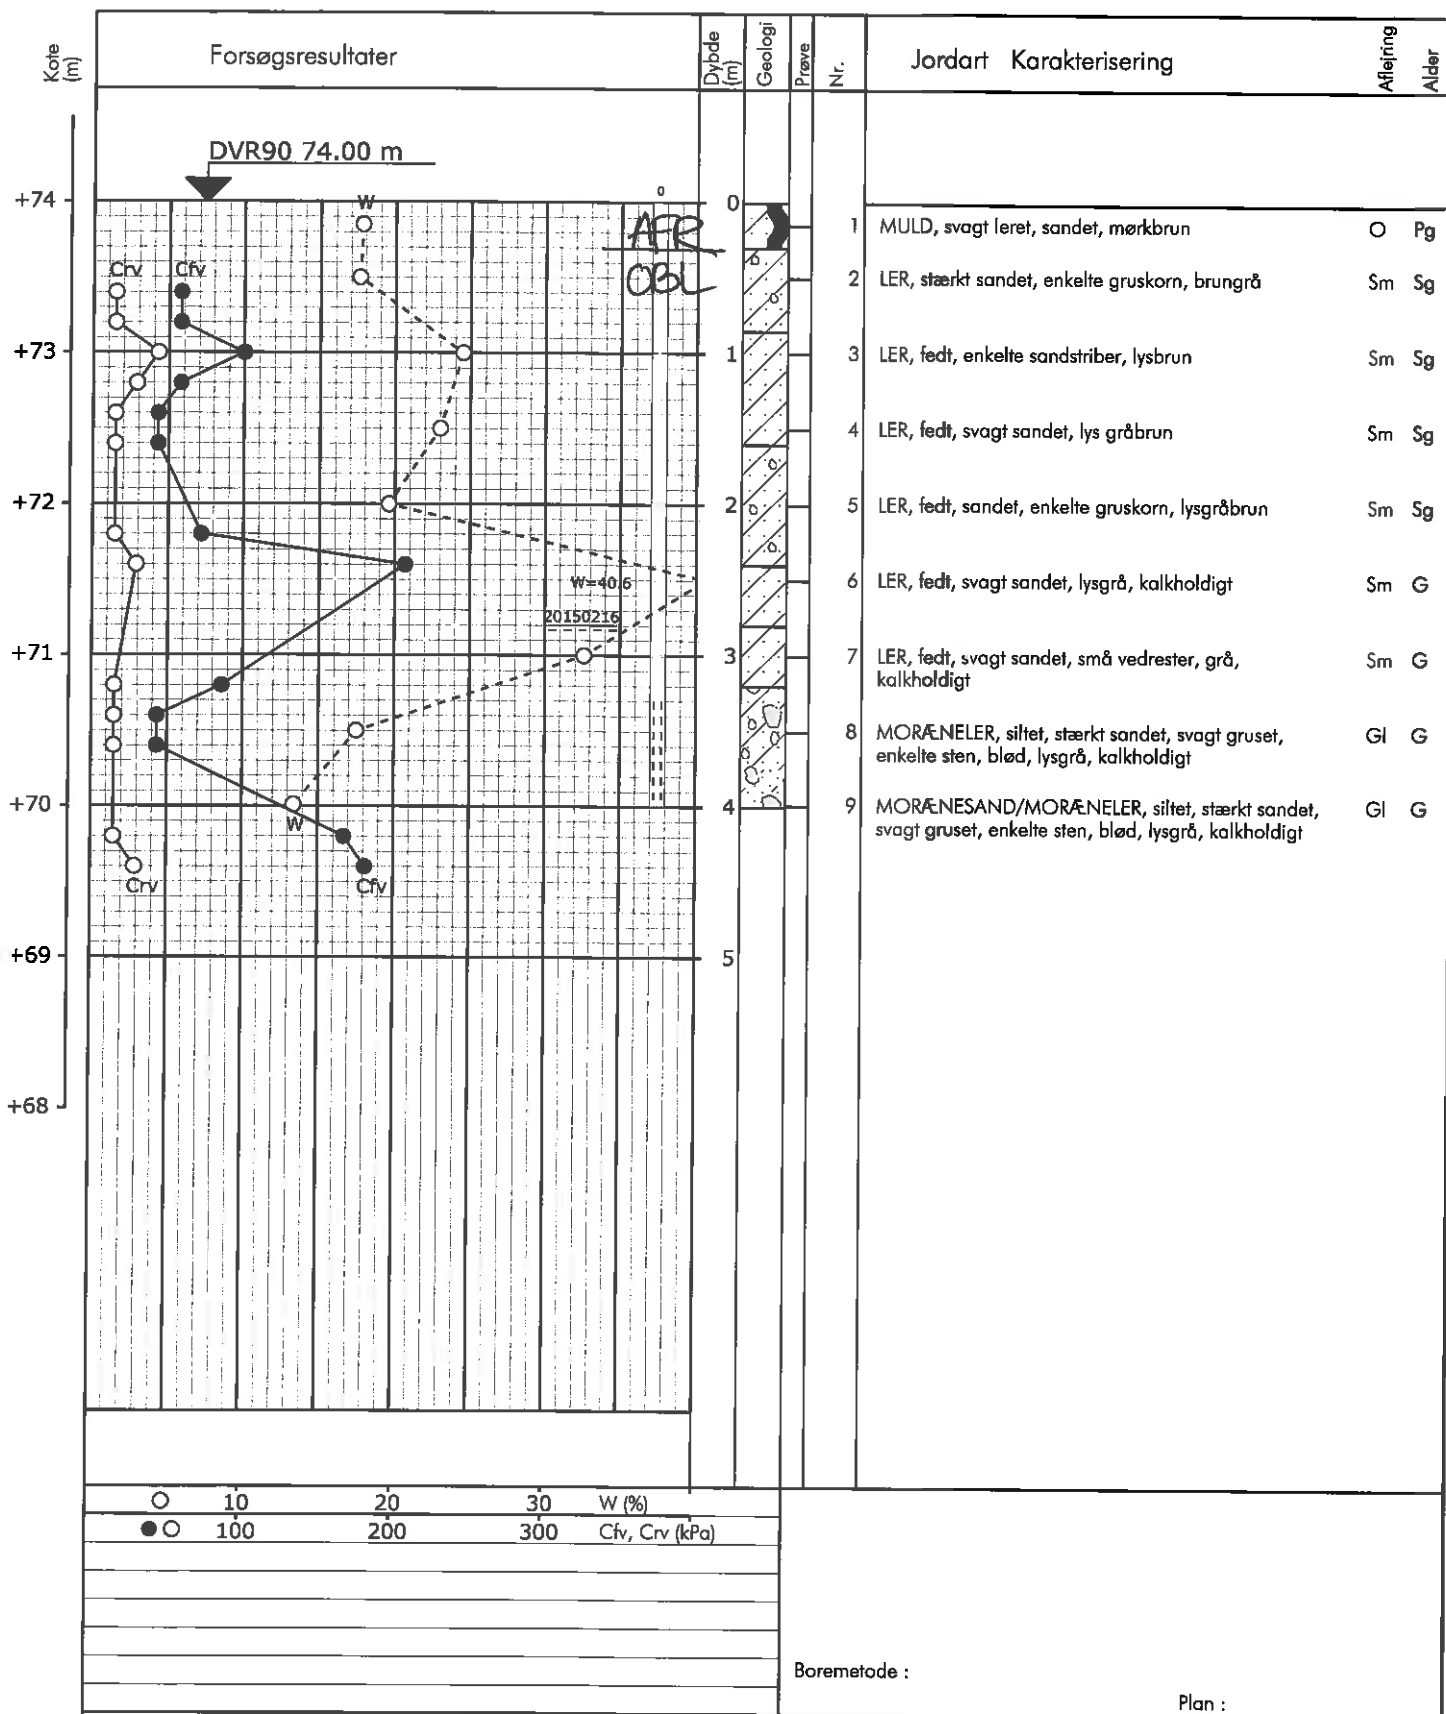 Kote (m)
Forsøgsresultater
Dybde (m)
Geologi
Prøve
Nr.
Jordart Karakterisering
Aflejring
Alder
DVR90 74.00 m
+74
+73
+72
+71
+70
+69
+68
W
AFR
OBL
Crv Cfv
W=40.6
20150216
W
Crv
Cfv
0
0
1
2
3
4
5
1 MULD, svagt leret, sandet, mørkbrun O Pg
2 LER, stærkt sandet, enkelte gruskorn, brungrå Sm Sg
3 LER, fedt, enkelte sandstriber, lysbrun Sm Sg
4 LER, fedt, svagt sandet, lys gråbrun Sm Sg
5 LER, fedt, sandet, enkelte gruskorn, lysgråbrun Sm Sg
6 LER, fedt, svagt sandet, lysgrå, kalkholdigt Sm G
7 LER, fedt, svagt sandet, små vedrester, grå, Sm G
kalkholdigt
8 MORÆNELER, siltet, stærkt sandet, svagt gruset, Gl G
enkelte sten, blød, lysgrå, kalkholdigt
9 MORÆNESAND/MORÆNELER, siltet, stærkt sandet, Gl G
svagt gruset, enkelte sten, blød, lysgrå, kalkholdigt
10 20 30 W (%)
100 200 300 Cfv, Crv (kPa)
Boremetode :
Plan :